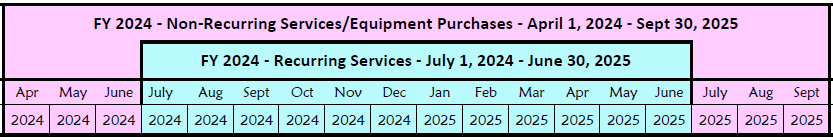 FY 2024 - Non-Recurring Services/Equipment Purchases - April 1, 2024 - Sept 30, 2025
FY 2024 - Recurring Services - July 1, 2024 - June 30, 2025
Apr May June July Aug Sept Oct Nov Dec Jan Feb Mar Apr May June July Aug Sept
2024 2024 2024 2024 2024 2024 2024 2024 2024 2025 2025 2025 2025 2025 2025 2025 2025 2025